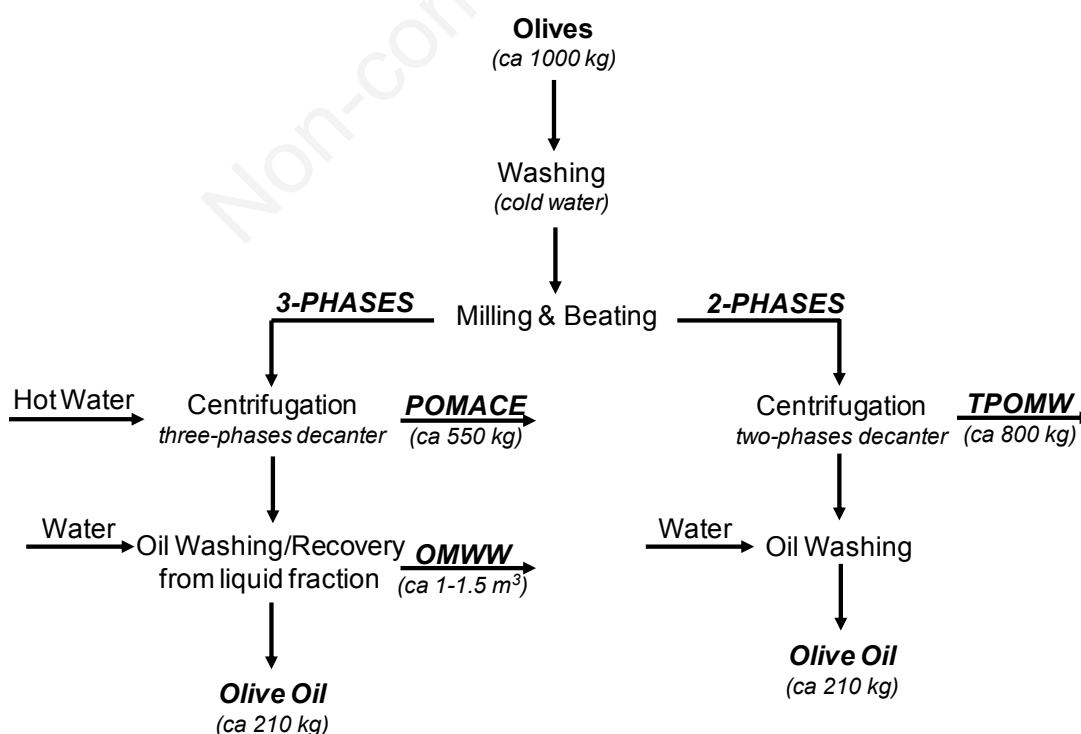 Non-com
Olives
(ca 1000 kg)
Washing
(cold water)
3-PHASES
Milling & Beating
2-PHASES
Hot Water
Centrifugation
three-phases decanter
POMACE
(ca 550 kg)
Centrifugation
two-phases decanter
TPOMW
(ca 800 kg)
Water
Oil Washing/Recovery
from liquid fraction
OMWW
(ca 1-1.5 m³)
Water
Oil Washing
Olive Oil
(ca 210 kg)
Olive Oil
(ca 210 kg)